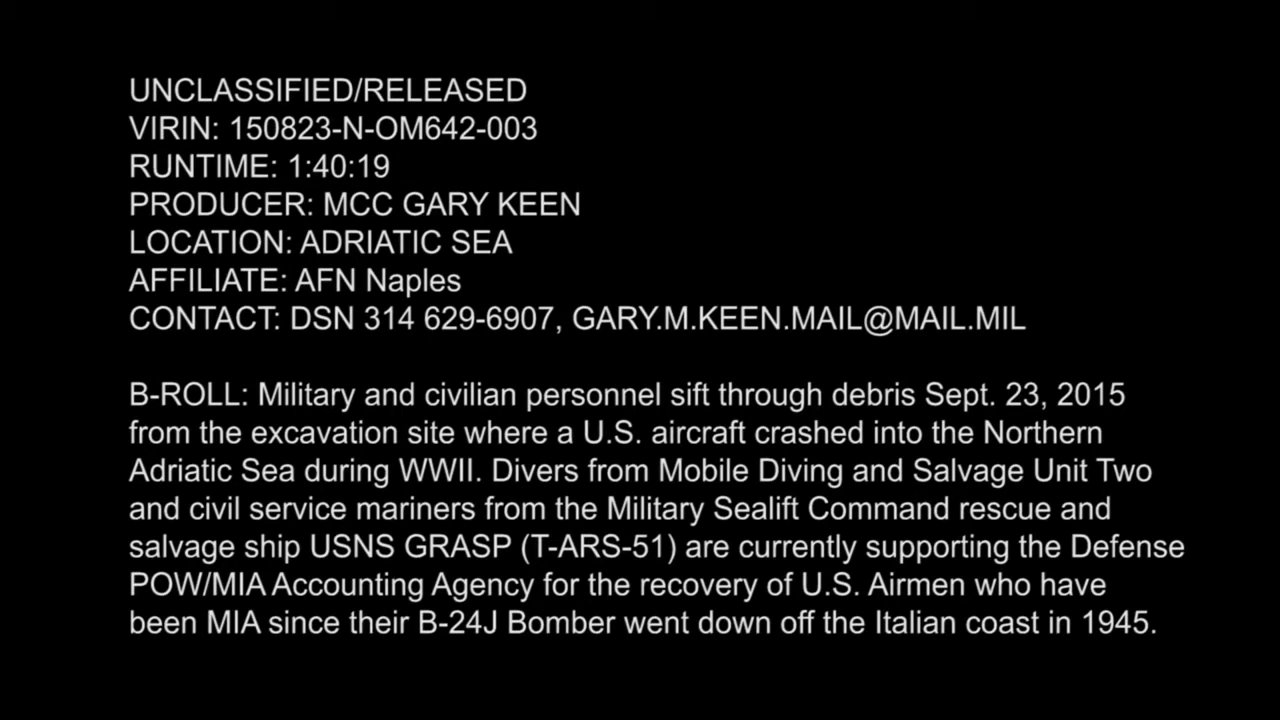 UNCLASSIFIED/RELEASED
VIRIN: 150823-N-OM642-003
RUNTIME: 1:40:19
PRODUCER: MCC GARY KEEN
LOCATION: ADRIATIC SEA
AFFILIATE: AFN Naples
CONTACT: DSN 314 629-6907, GARY.M.KEEN.MAIL@MAIL.MIL
B-ROLL: Military and civilian personnel sift through debris Sept. 23, 2015
from the excavation site where a U.S. aircraft crashed into the Northern
Adriatic Sea during WWII. Divers from Mobile Diving and Salvage Unit Two
and civil service mariners from the Military Sealift Command rescue and
salvage ship USNS GRASP (T-ARS-51) are currently supporting the Defense
POW/MIA Accounting Agency for the recovery of U.S. Airmen who have
been MIA since their B-24J Bomber went down off the Italian coast in 1945.